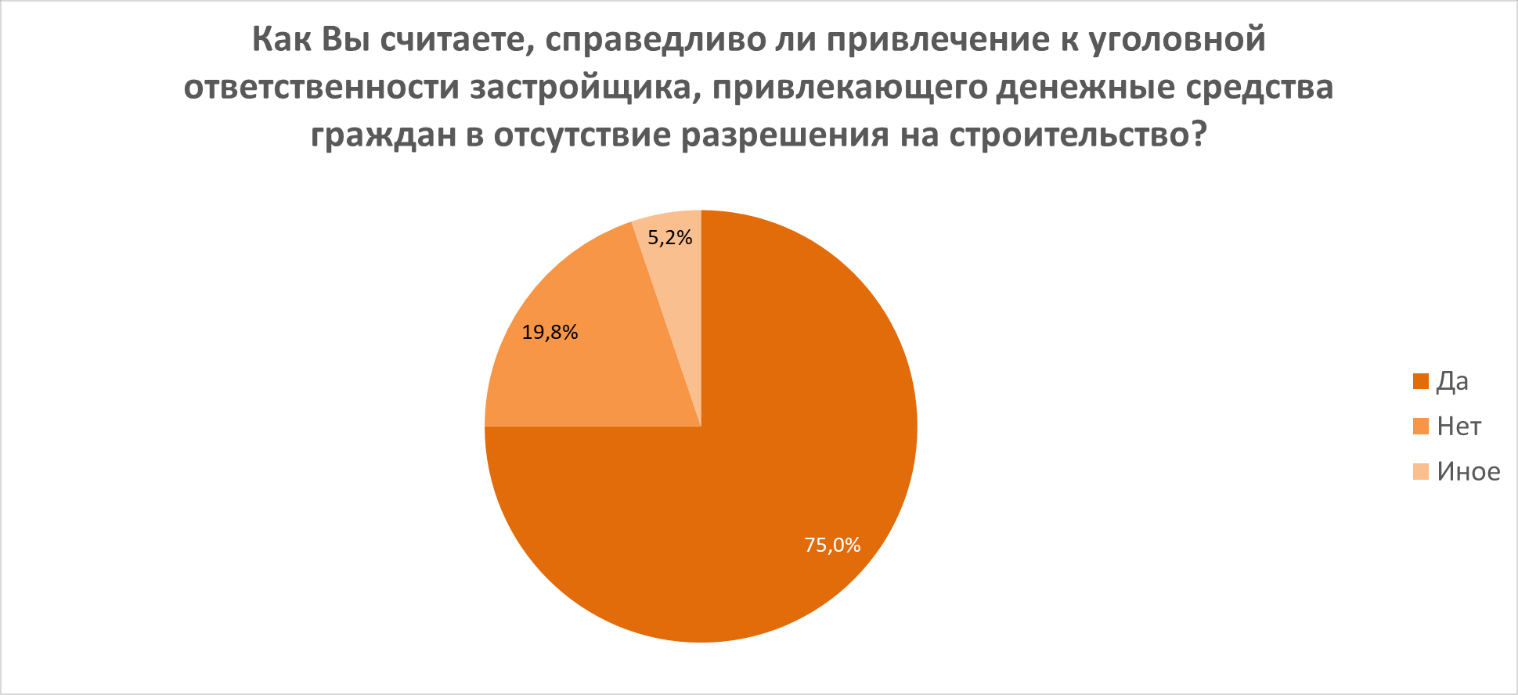 Как Вы считаете, справедливо ли привлечение к уголовной
ответственности застройщика, привлекающего денежные средства
граждан в отсутствие разрешения на строительство?
5,2%
19,8%
75,0%
Да
Нет
Иное